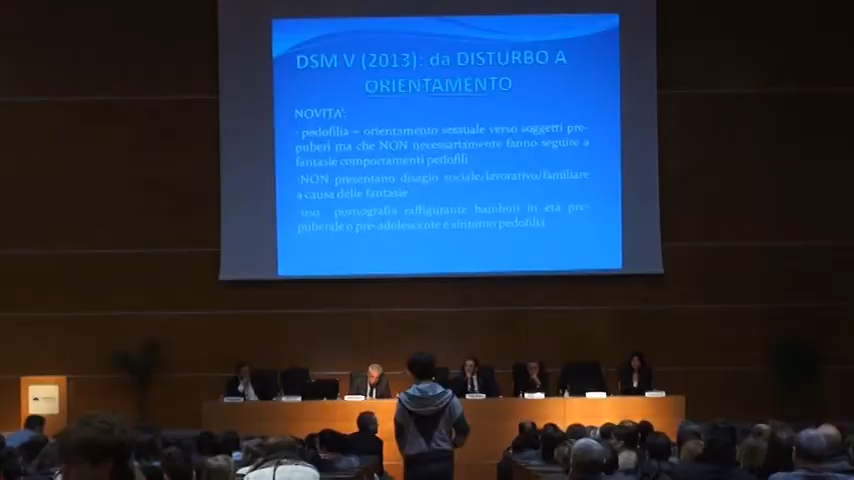 DSM V (2013): da DISTURBO A
ORIENTAMENTO
NOVITA':
- pedofilia = orientamento sessuale verso soggetti pre-
puberi ma che NON necessariamente fanno seguire a
fantasie comportamenti pedofili.
-NON presentano disagio sociale/lavorativo/familiare
a causa delle fantasie
-uso pornografia raffigurante bambini in età pre-
puberale o pre-adolescente è sintomo pedofilia.